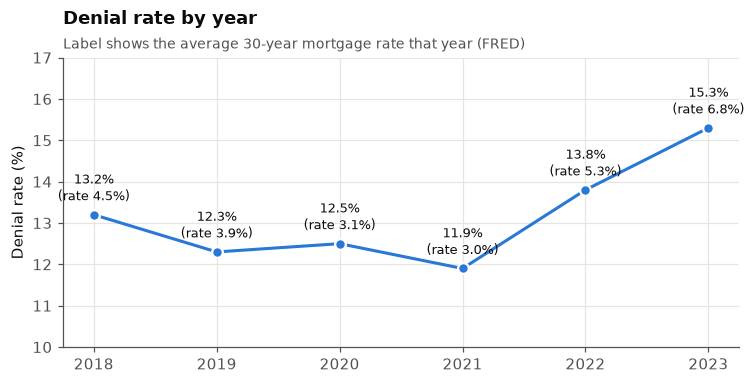 Denial rate by year
Label shows the average 30-year mortgage rate that year (FRED)
Denial rate (%)
17
16
15
14
13
12
11
10
13.2%
(rate 4.5%)
12.3%
(rate 3.9%)
12.5%
(rate 3.1%)
11.9%
(rate 3.0%)
13.8%
(rate 5.3%)
15.3%
(rate 6.8%)
2018
2019
2020
2021
2022
2023